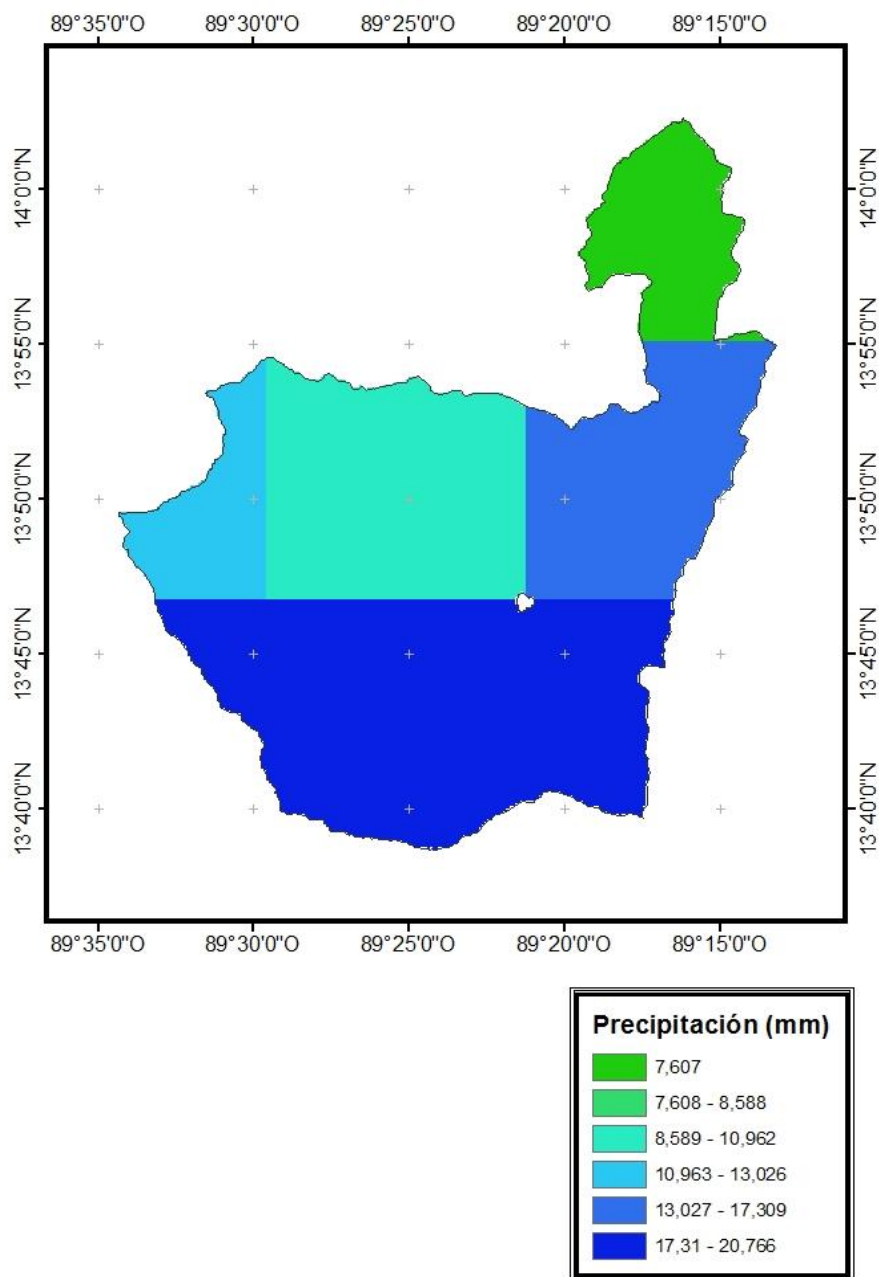 89°35'0"O 89°30'0"O 89°25'0"O 89°20'0"O 89°15'0"O
14°0'0"N 14°0'0"N
13°55'0"N 13°55'0"N
13°50'0"N 13°50'0"N
13°45'0"N 13°45'0"N
13°40'0"N 13°40'0"N
89°35'0"O 89°30'0"O 89°25'0"O 89°20'0"O 89°15'0"O
Precipitación (mm)
7,607
7,608 - 8,588
8,589 - 10,962
10,963 - 13,026
13,027 - 17,309
17,31 - 20,766